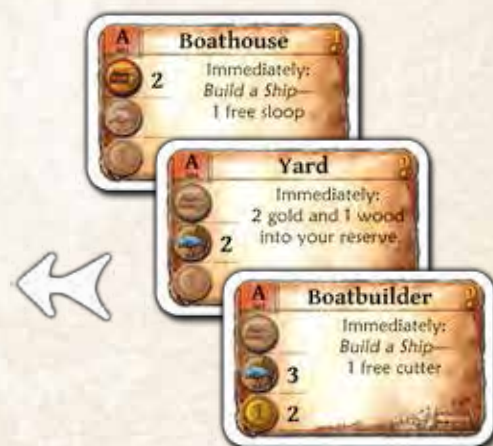 A
Boathouse
2
Immediately:
Build a Ship—
1 free sloop
A
Yard
Immediately:
2 gold and 1 wood
into your reserve.
2
A
Boatbuilder
Immediately:
Build a Ship—
1 free cutter
3
1
2